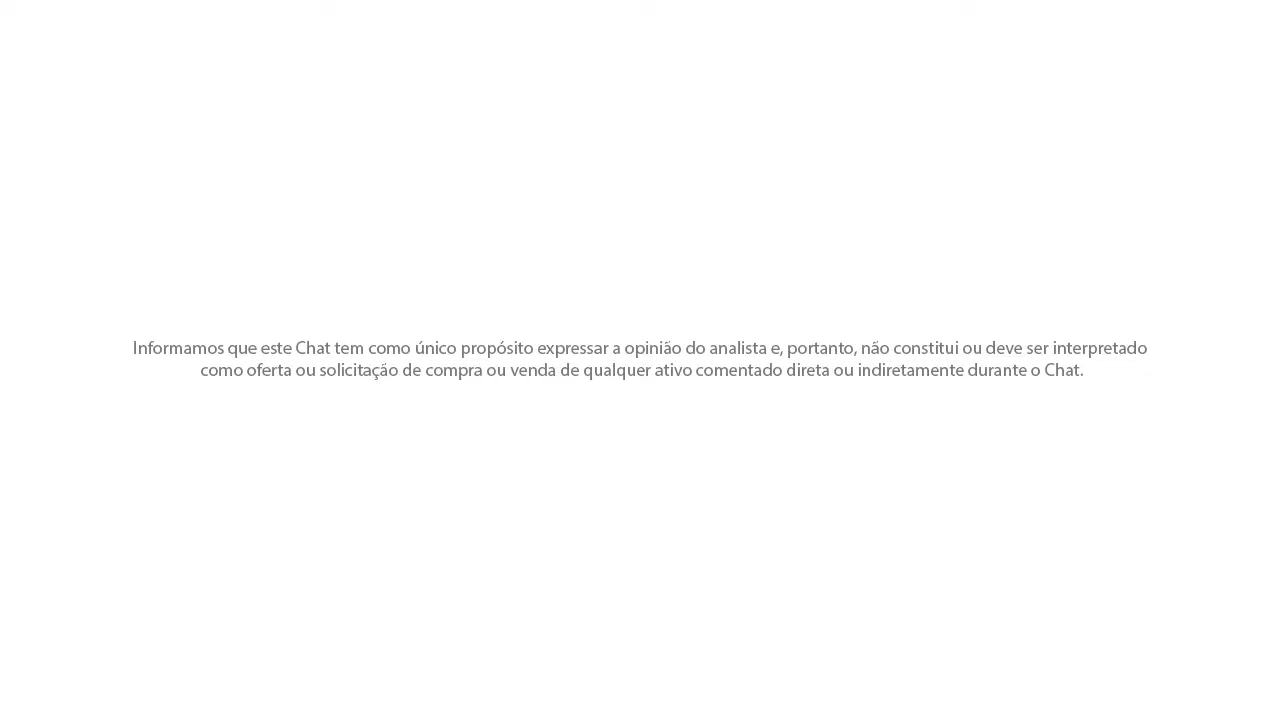 Informamos que este Chat tem como único propósito expressar a opinião do analista e, portanto, não constitui ou deve ser interpretado
como oferta ou solicitação de compra ou venda de qualquer ativo comentado direta ou indiretamente durante o Chat.